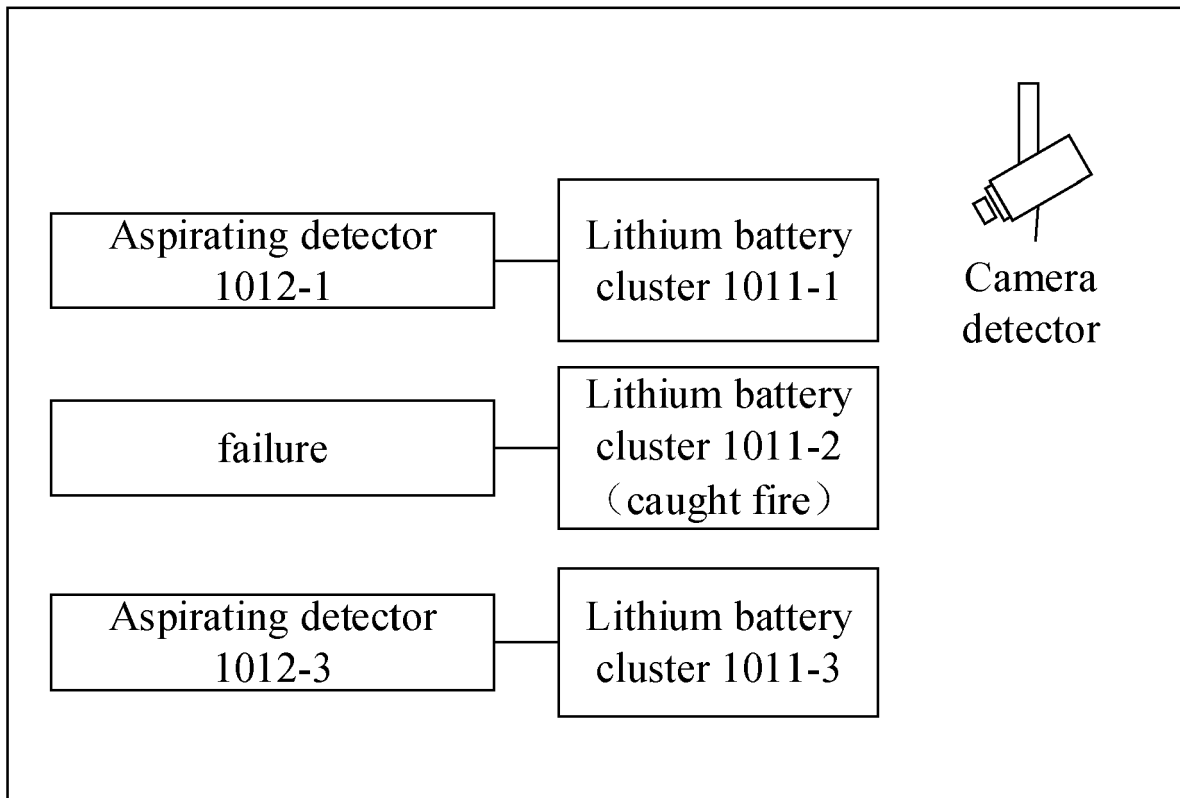 Aspirating detector
1012-1
Lithium battery
cluster 1011-1
Camera
detector
failure
Lithium battery
cluster 1011-2
（caught fire）
Aspirating detector
1012-3
Lithium battery
cluster 1011-3